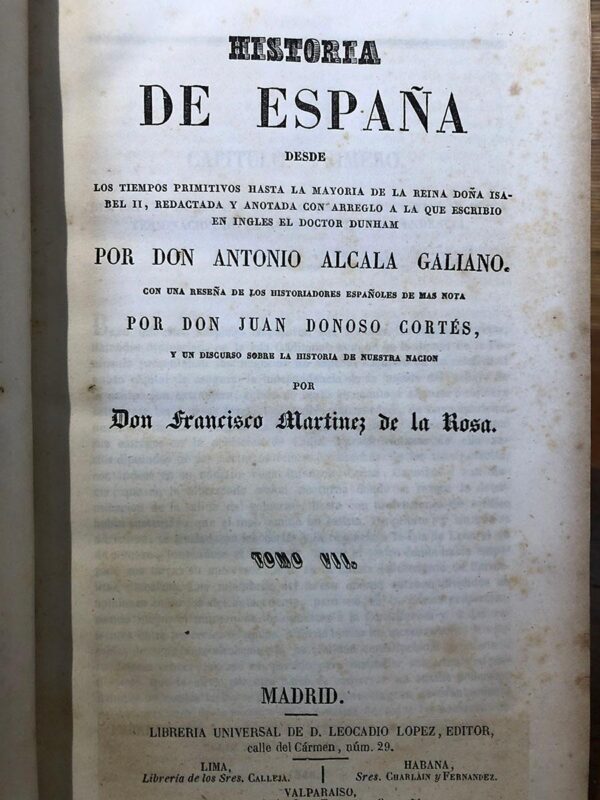 HISTORIA
DE ESPAÑA
DESDE
LOS TIEMPOS PRIMITIVOS HASTA LA MAYORIA DE LA REINA DOÑA ISA-
BEL II, REDACTADA Y ANOTADA CON ARREGLO A LA QUE ESCRIBIO
EN INGLES EL DOCTOR DUNHAM
POR DON ANTONIO ALCALA GALIANO.
CON UNA RESEÑA DE LOS HISTORIADORES ESPAÑOLES DE MAS NOTA
POR DON JUAN DONOSO CORTÉS,
Y UN DISCURSO SOBRE LA HISTORIA DE NUESTRA NACION
POR
Don Francisco Martinez de la Rosa.
TOMO VII.
MADRID.
LIBRERIA UNIVERSAL DE D. LEOCADIO LOPEZ, EDITOR,
calle del Cármen, núm. 29.
LIMA,
Librería de los Sres. CALLEJA.
HABANA,
Sres. CHARLAIN y FERNANDEZ.
VALPARAISO,